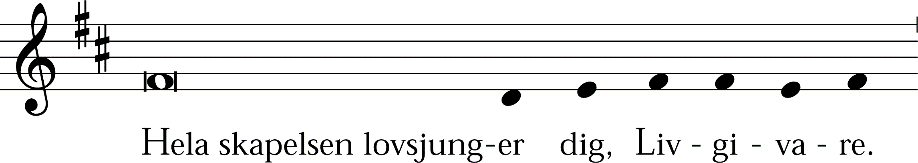 Hela skapelsen lovsjung-er dig, Liv - gi - va - re.